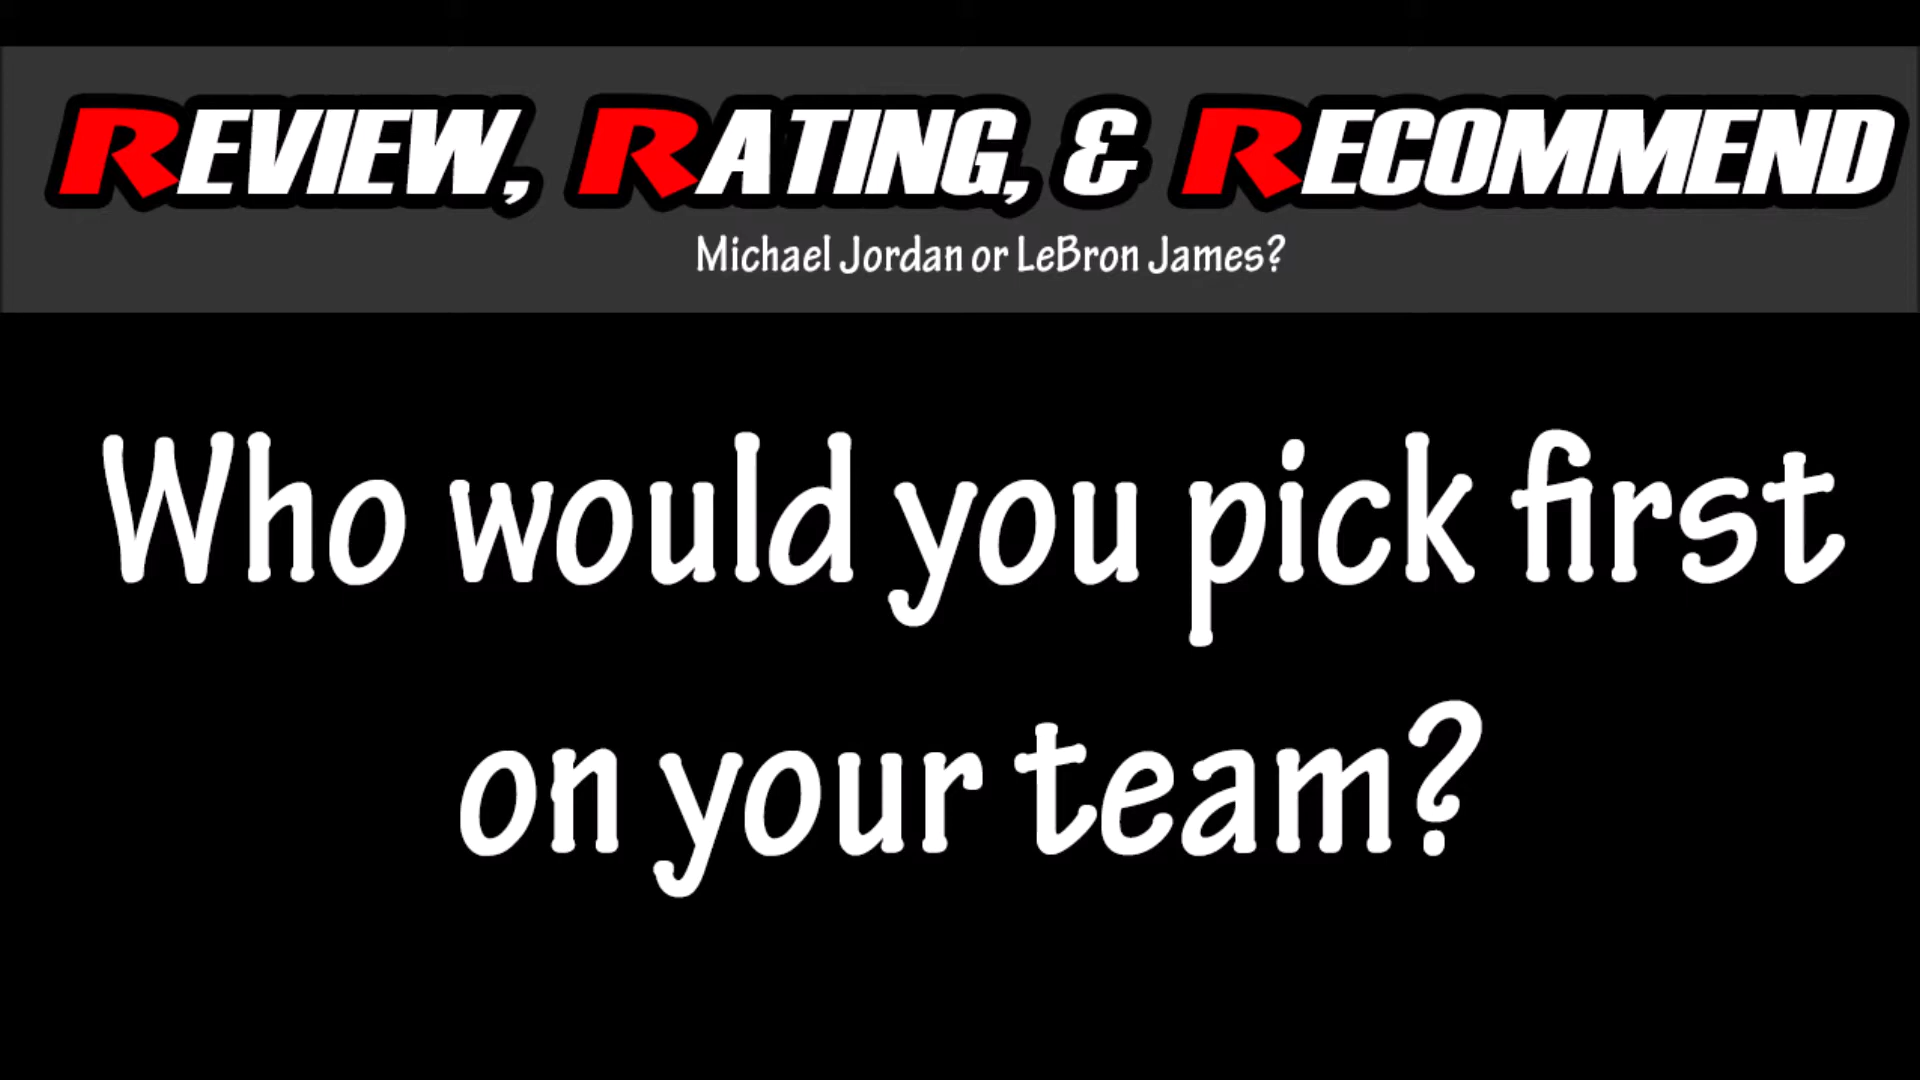 REVIEW, RATING, & RECOMMEND
Michael Jordan or LeBron James?
Who would you pick first
on your team?